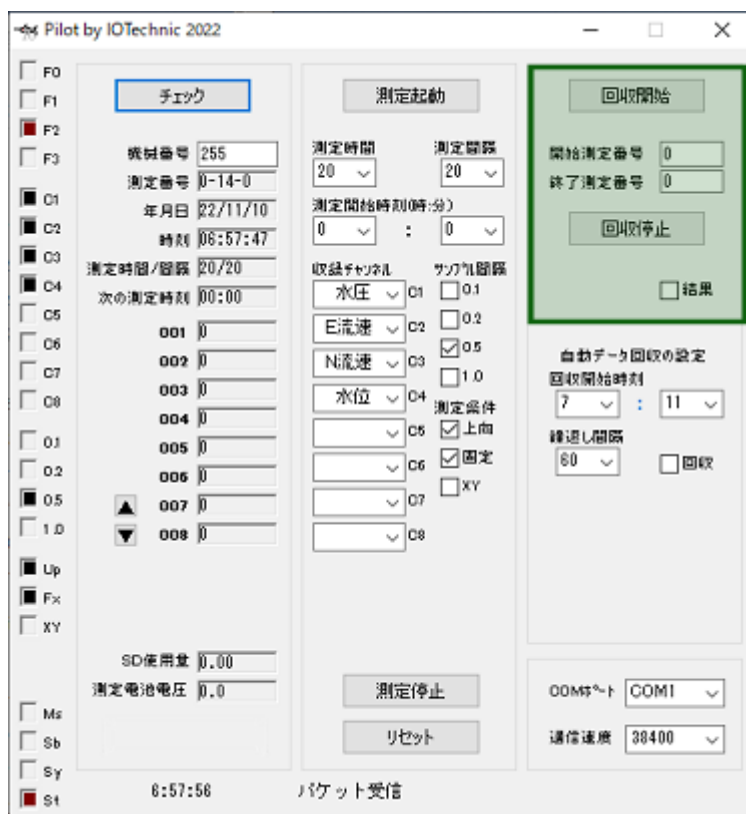 Pilot by IOTechnic 2022
F0
F1
F2
F3
C1
C2
C3
C4
C5
C6
C7
C8
0.1
0.2
0.5
1.0
Up
Fx
XY
Ms
Sb
Sy
St
チェック
機械番号 255
測定番号 0-14-0
年月日 22/11/10
時刻 06:57:47
測定時間/間隔 20/20
次の測定時刻 00:00
001 0
002 0
003 0
004 0
005 0
006 0
▲ 007 0
▼ 008 0
SD使用量 0.00
測定電池電圧 0.0
6:57:56
測定起動
測定時間 測定間隔
20 20
測定開始時刻(時:分)
0 : 0
収録チャンネル サンプル間隔
水圧 C1 0.1
E流速 C2 0.2
N流速 C3 0.5
水位 C4 1.0
測定条件
C5 上向
C6 固定
C7 XY
C8
測定停止
リセット
パケット受信
回収開始
開始測定番号 0
終了測定番号 0
回収停止
結果
自動データ回収の設定
回収開始時刻
7 : 11
繰返し間隔
60 回収
COMポート COM1
通信速度 38400